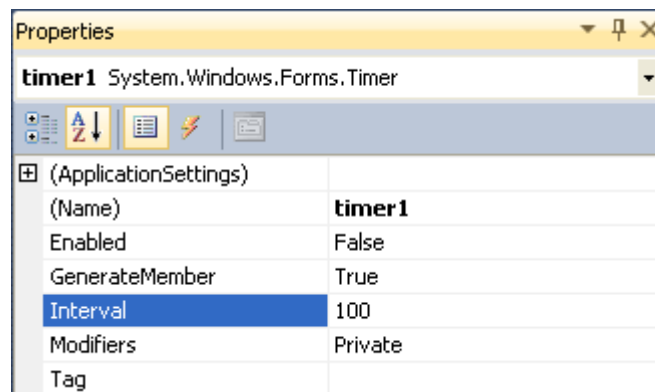 Properties
timer1 System.Windows.Forms.Timer
A Z
(ApplicationSettings)
(Name) timer1
Enabled False
GenerateMember True
Interval 100
Modifiers Private
Tag